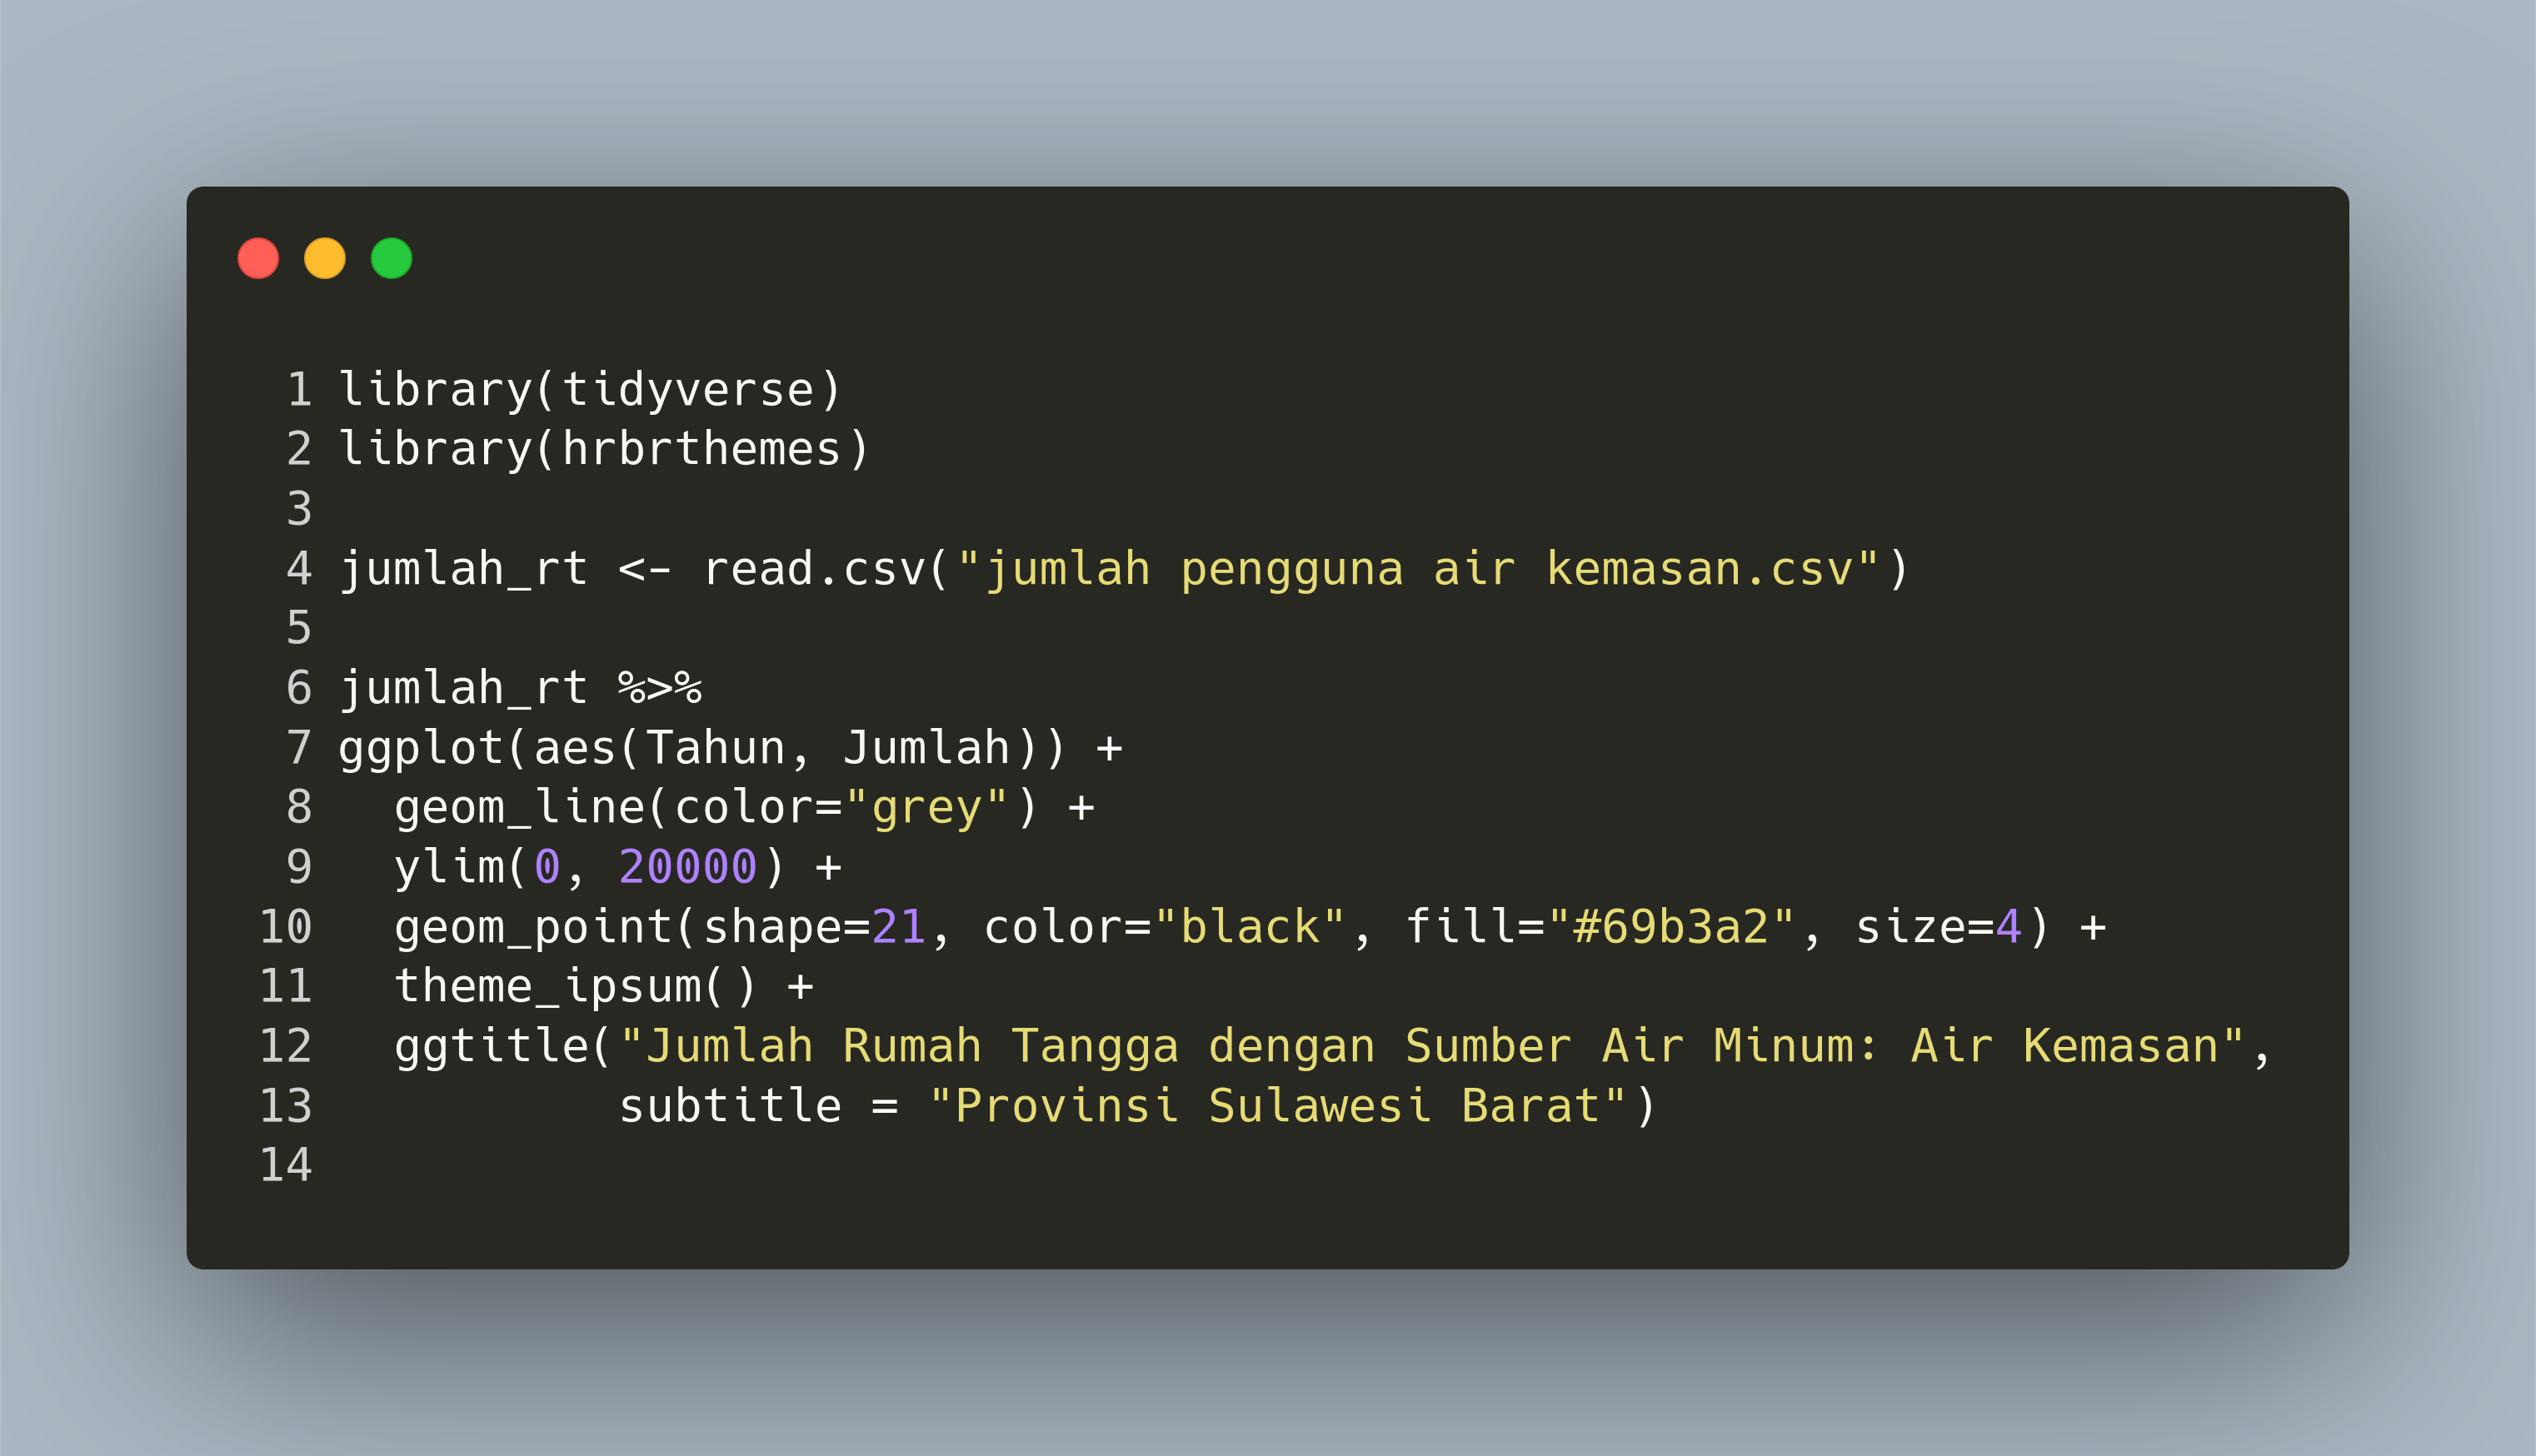 1 library(tidyverse)
2 library(hrbrthemes)
3
4 jumlah_rt <- read.csv("jumlah pengguna air kemasan.csv")
5
6 jumlah_rt %>%
7 ggplot(aes(Tahun, Jumlah)) +
8   geom_line(color="grey") +
9   ylim(0, 20000) +
10   geom_point(shape=21, color="black", fill="#69b3a2", size=4) +
11   theme_ipsum() +
12   ggtitle("Jumlah Rumah Tangga dengan Sumber Air Minum: Air Kemasan",
13           subtitle = "Provinsi Sulawesi Barat")
14